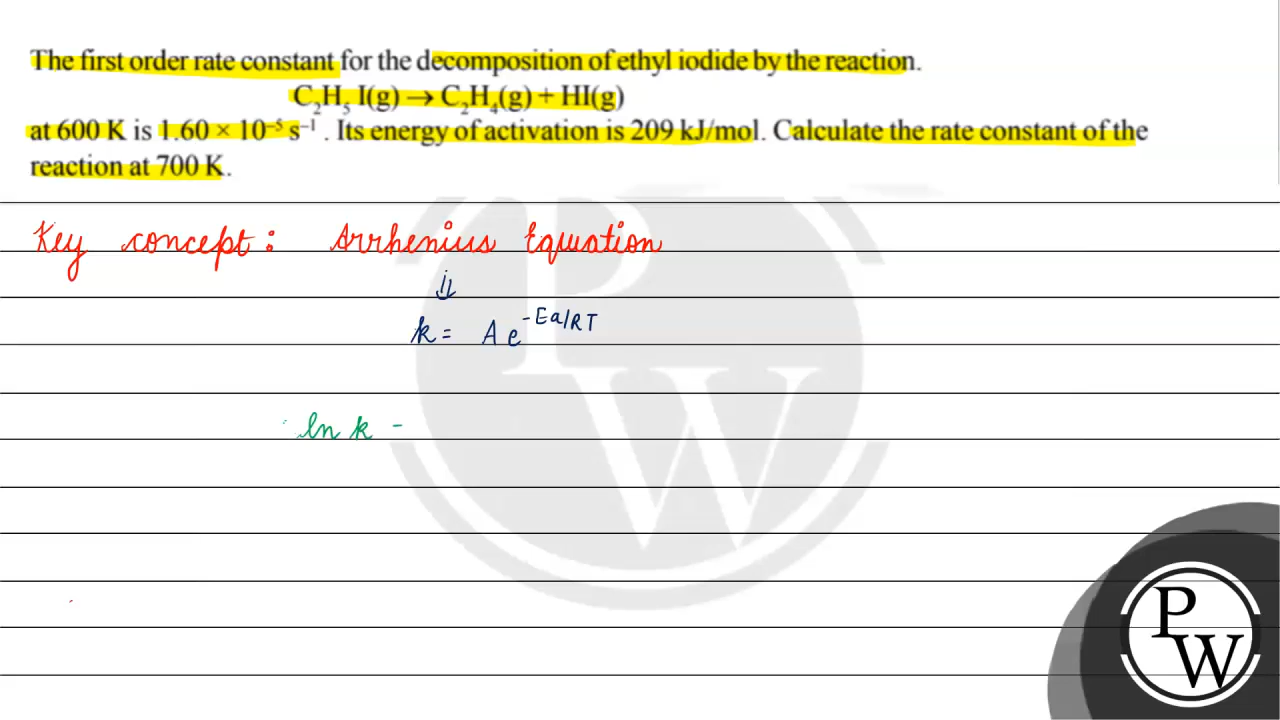 The first order rate constant for the decomposition of ethyl iodide by the reaction.
C₂H₅ I(g) → C₂H₄(g) + HI(g)
at 600 K is 1.60 × 10⁻⁵ s⁻¹ . Its energy of activation is 209 kJ/mol. Calculate the rate constant of the
reaction at 700 K.
Key concept: Arrhenius Equation
⇓
k = A e^-Ea/RT
ln k -
P
W
P
W